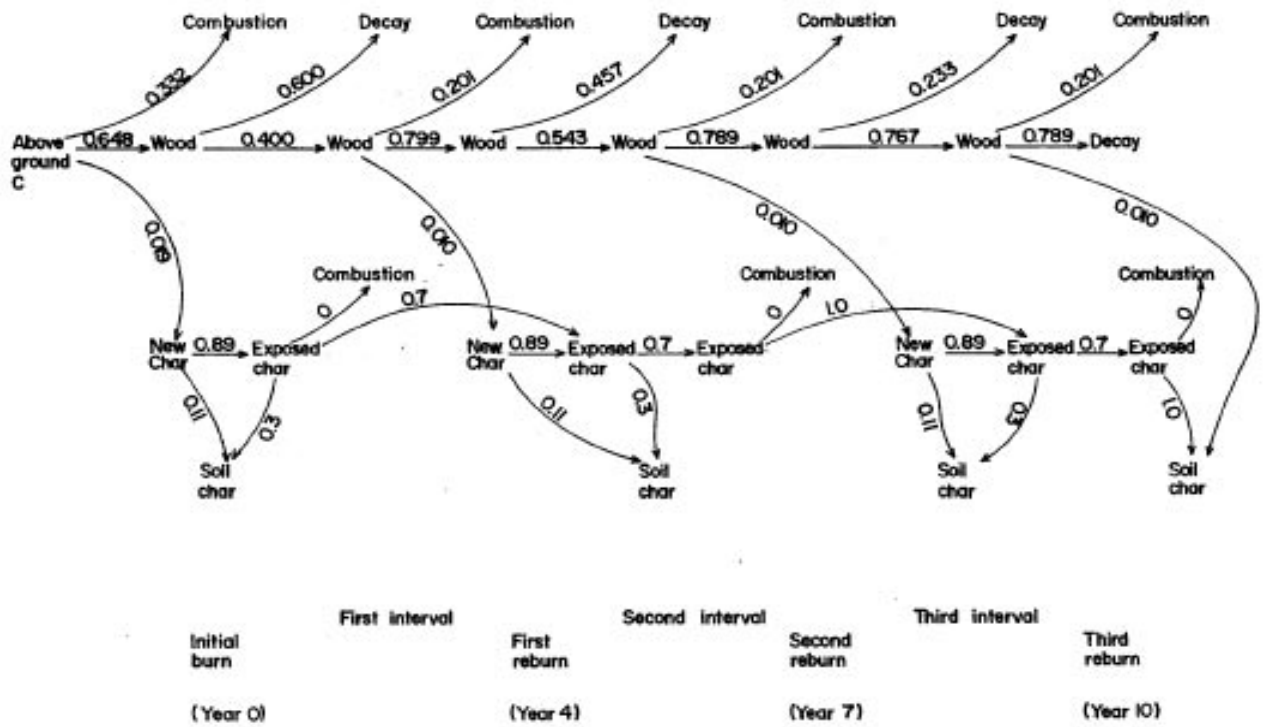 Combustion Decay Combustion Decay Combustion Decay Combustion
0.332 0.600 0.201 0.457 0.201 0.233 0.201
Above 0.648 Wood 0.400 Wood 0.799 Wood 0.543 Wood 0.789 Wood 0.767 Wood 0.789 Decay
ground
C
0.019 0.010 0.010 0.010
Combustion Combustion Combustion
0 0.7 0 1.0 0
New 0.89 Exposed New 0.89 Exposed 0.7 Exposed New 0.89 Exposed 0.7 Exposed
Char char Char char char Char char char
0.11 0.3 0.11 0.3 0.11 0.3 1.0
Soil Soil Soil Soil
char char char char
First interval Second interval Third interval
Initial First Second Third
burn reburn reburn reburn
(Year 0) (Year 4) (Year 7) (Year 10)